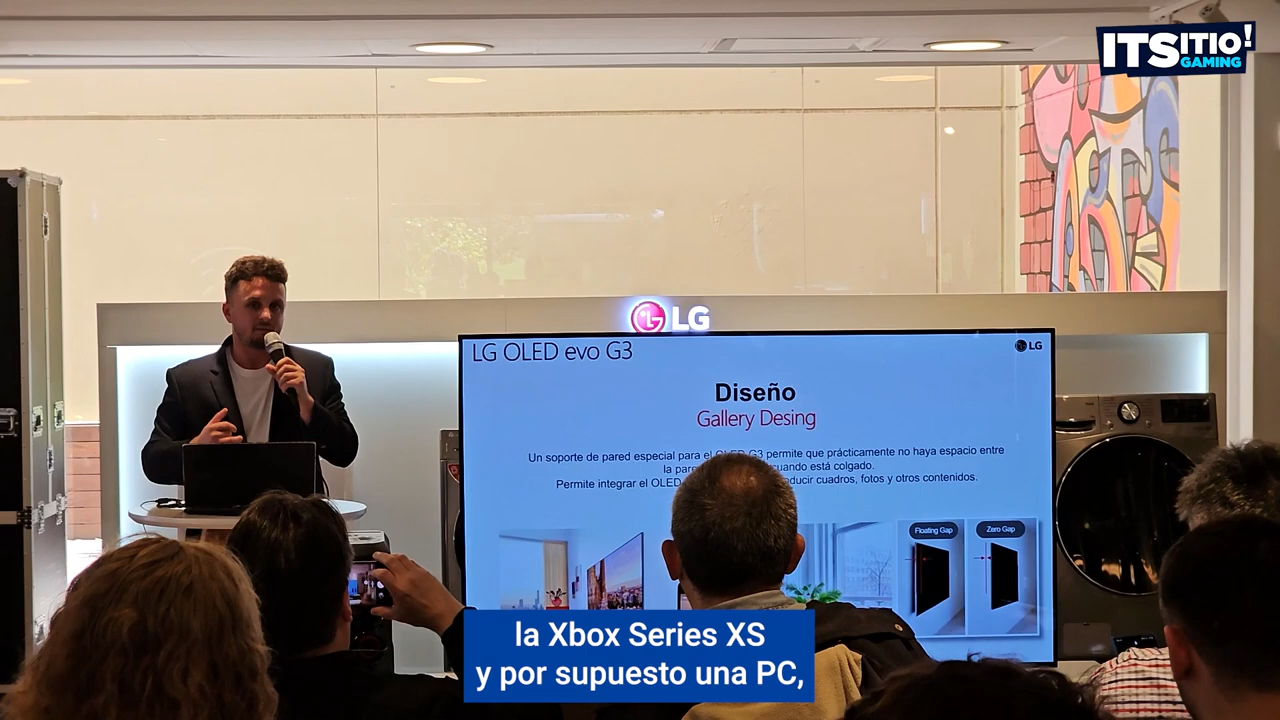 ITSITIO!
GAMING
LG
LG OLED evo G3
LG
Diseño
Gallery Desing
Un soporte de pared especial para el OLED G3 permite que prácticamente no haya espacio entre
la pare cuando está colgado.
Permite integrar el OLED ducir cuadros, fotos y otros contenidos.
Floating Gap
Zero Gap
la Xbox Series XS
y por supuesto una PC,